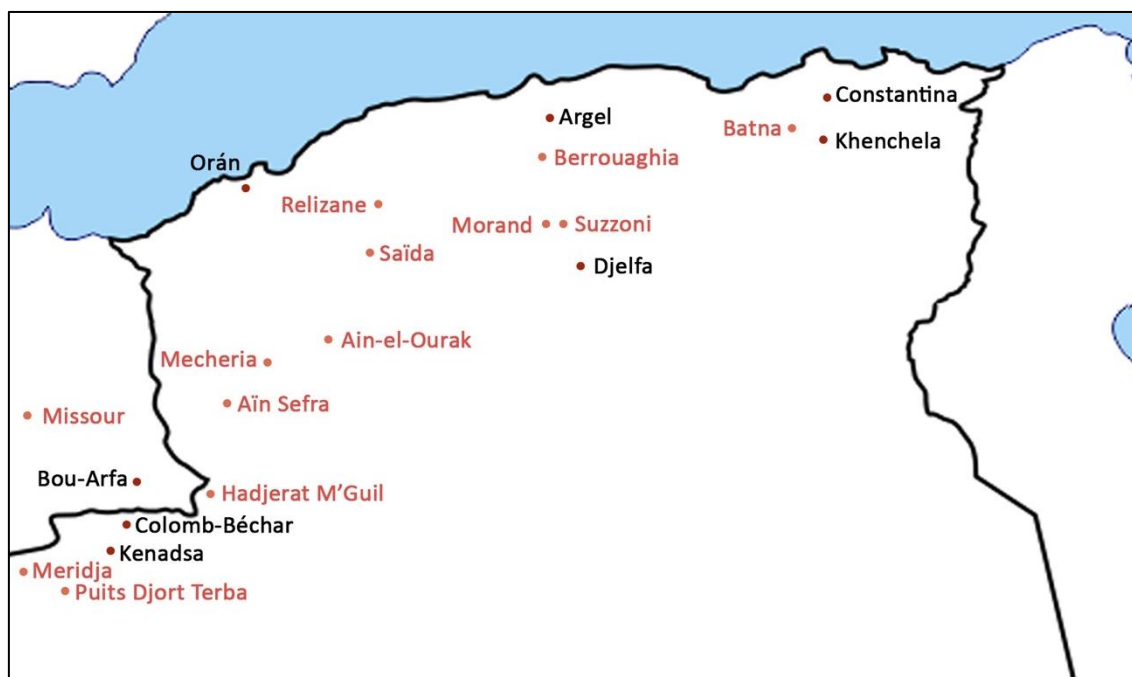 Constantina
Argel
Batna
Khenchela
Berrouaghia
Orán
Relizane
Morand
Suzzoni
Saïda
Djelfa
Ain-el-Ourak
Mecheria
Aïn Sefra
Missour
Bou-Arfa
Hadjerat M'Guil
Colomb-Béchar
Kenadsa
Meridja
Puits Djort Terba